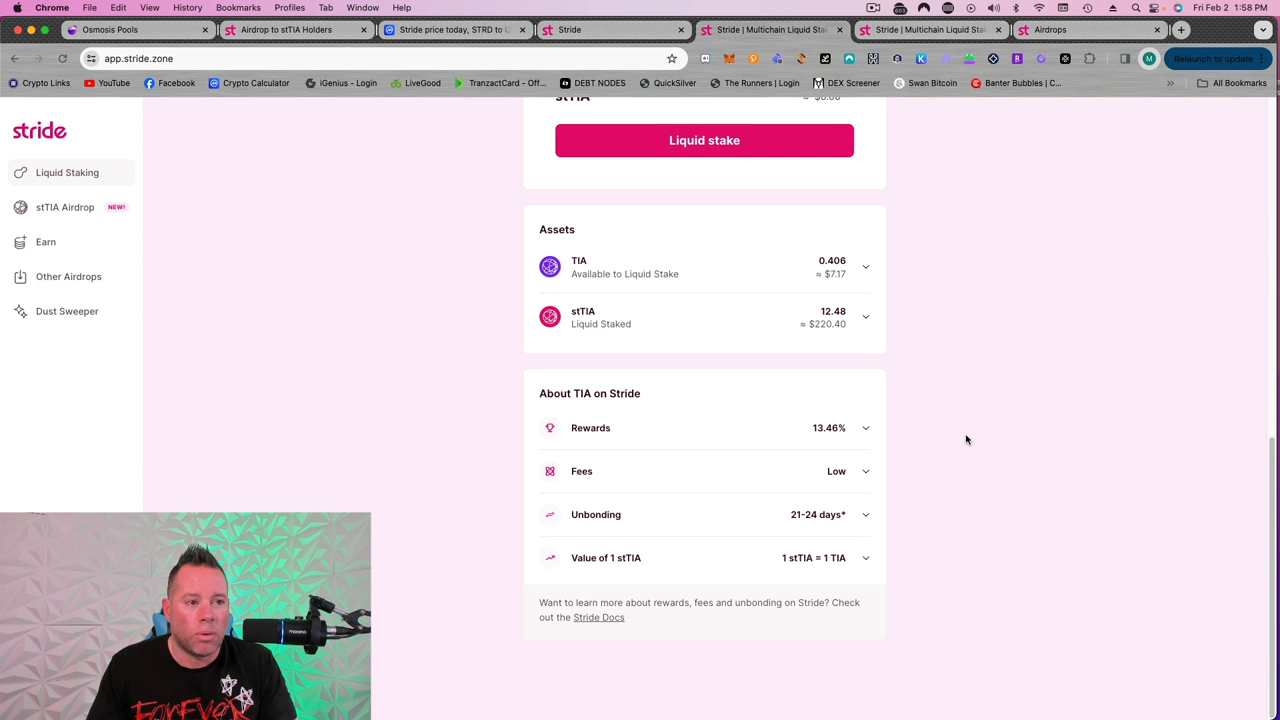 Chrome File Edit View History Bookmarks Profiles Tab Window Help Fri Feb 2 1:58 PM
Osmosis Pools Airdrop to stTIA Holders Stride price today, STRD to U Stride Stride | Multichain Liquid Sta Stride | Multichain Liquid Stak Airdrops
app.stride.zone M Relaunch to update
Crypto Links YouTube Facebook Crypto Calculator iGenius - Login LiveGood TranzactCard - Off... DEBT NODES QuickSilver The Runners | Login DEX Screener Swan Bitcoin Banter Bubbles | C... » All Bookmarks
stride
Liquid Staking
stTIA Airdrop NEW!
Earn
Other Airdrops
Dust Sweeper
stTIA
Liquid stake
Assets
TIA 0.406
Available to Liquid Stake ≈ $7.17
stTIA 12.48
Liquid Staked ≈ $220.40
About TIA on Stride
Rewards 13.46%
Fees Low
Unbonding 21-24 days*
Value of 1 stTIA 1 stTIA = 1 TIA
Want to learn more about rewards, fees and unbonding on Stride? Check
out the Stride Docs
FOREVER